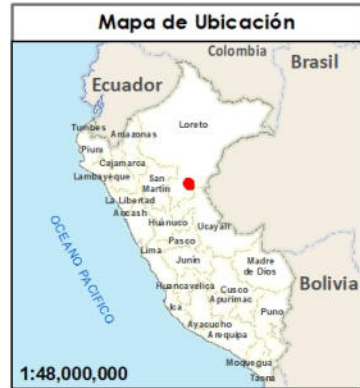 Mapa de Ubicación
Colombia
Brasil
Ecuador
Loreto
Tumbes
Amazonas
Piura
Cajamarca
Lambayeque
San
Martín
La Libertad
Ancash
Huánuco
Ucayali
OCEANO PACIFICO
Pasco
Lima
Junín
Madre
de Dios
Bolivia
Huancavelica
Cusco
Apurimac
Ica
Puno
Ayacucho
Arequipa
Moquegua
Tacna
1:48,000,000